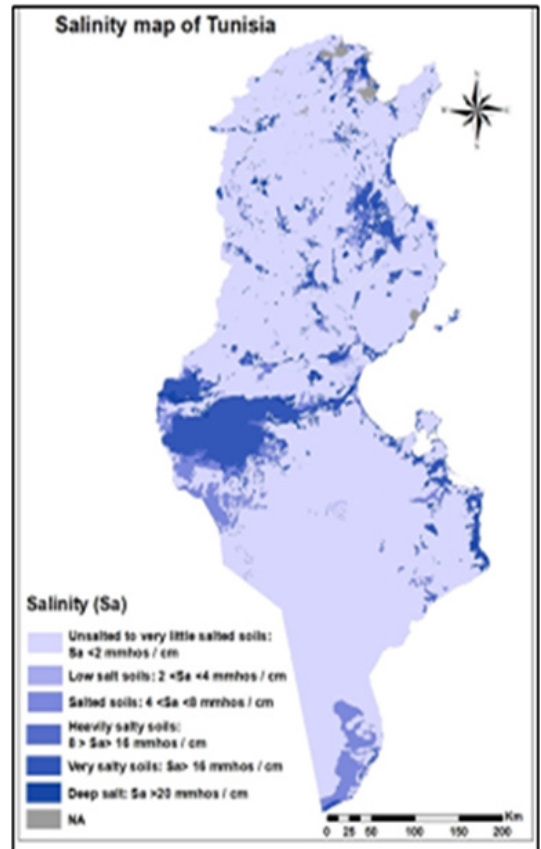 Salinity map of Tunisia
Salinity (Sa)
Unsalted to very little salted soils:
Sa <2 mmhos / cm
Low salt soils: 2 <Sa <4 mmhos / cm
Salted soils: 4 <Sa <8 mmhos / cm
Heavily salty soils:
8 > Sa> 16 mmhos / cm
Very salty soils: Sa> 16 mmhos / cm
Deep salt: Sa >20 mmhos / cm
NA
Km
0 25 50 100 150 200